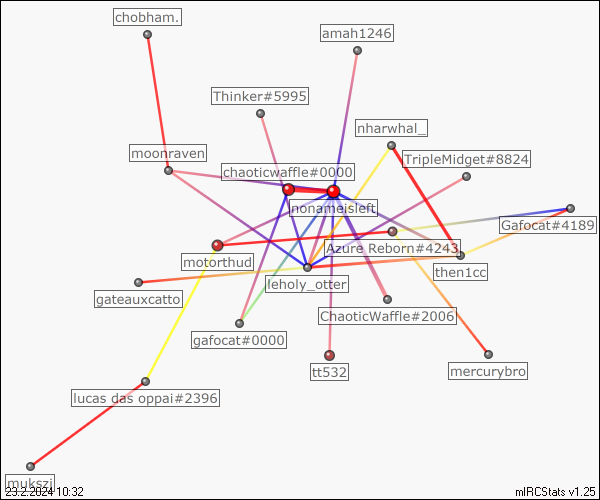 chobham.
amah1246
Thinker#5995
nharwhal_
moonraven
TripleMidget#8824
chaoticwaffle#0000
nonameisleft
Gafocat#4189
Azure Reborn#4243
motorthud
then1cc
leholy_otter
gateauxcatto
ChaoticWaffle#2006
gafocat#0000
tt532
mercurybro
lucas das oppai#2396
mukszi
23.2.2024 10:32
mIRCStats v1.25